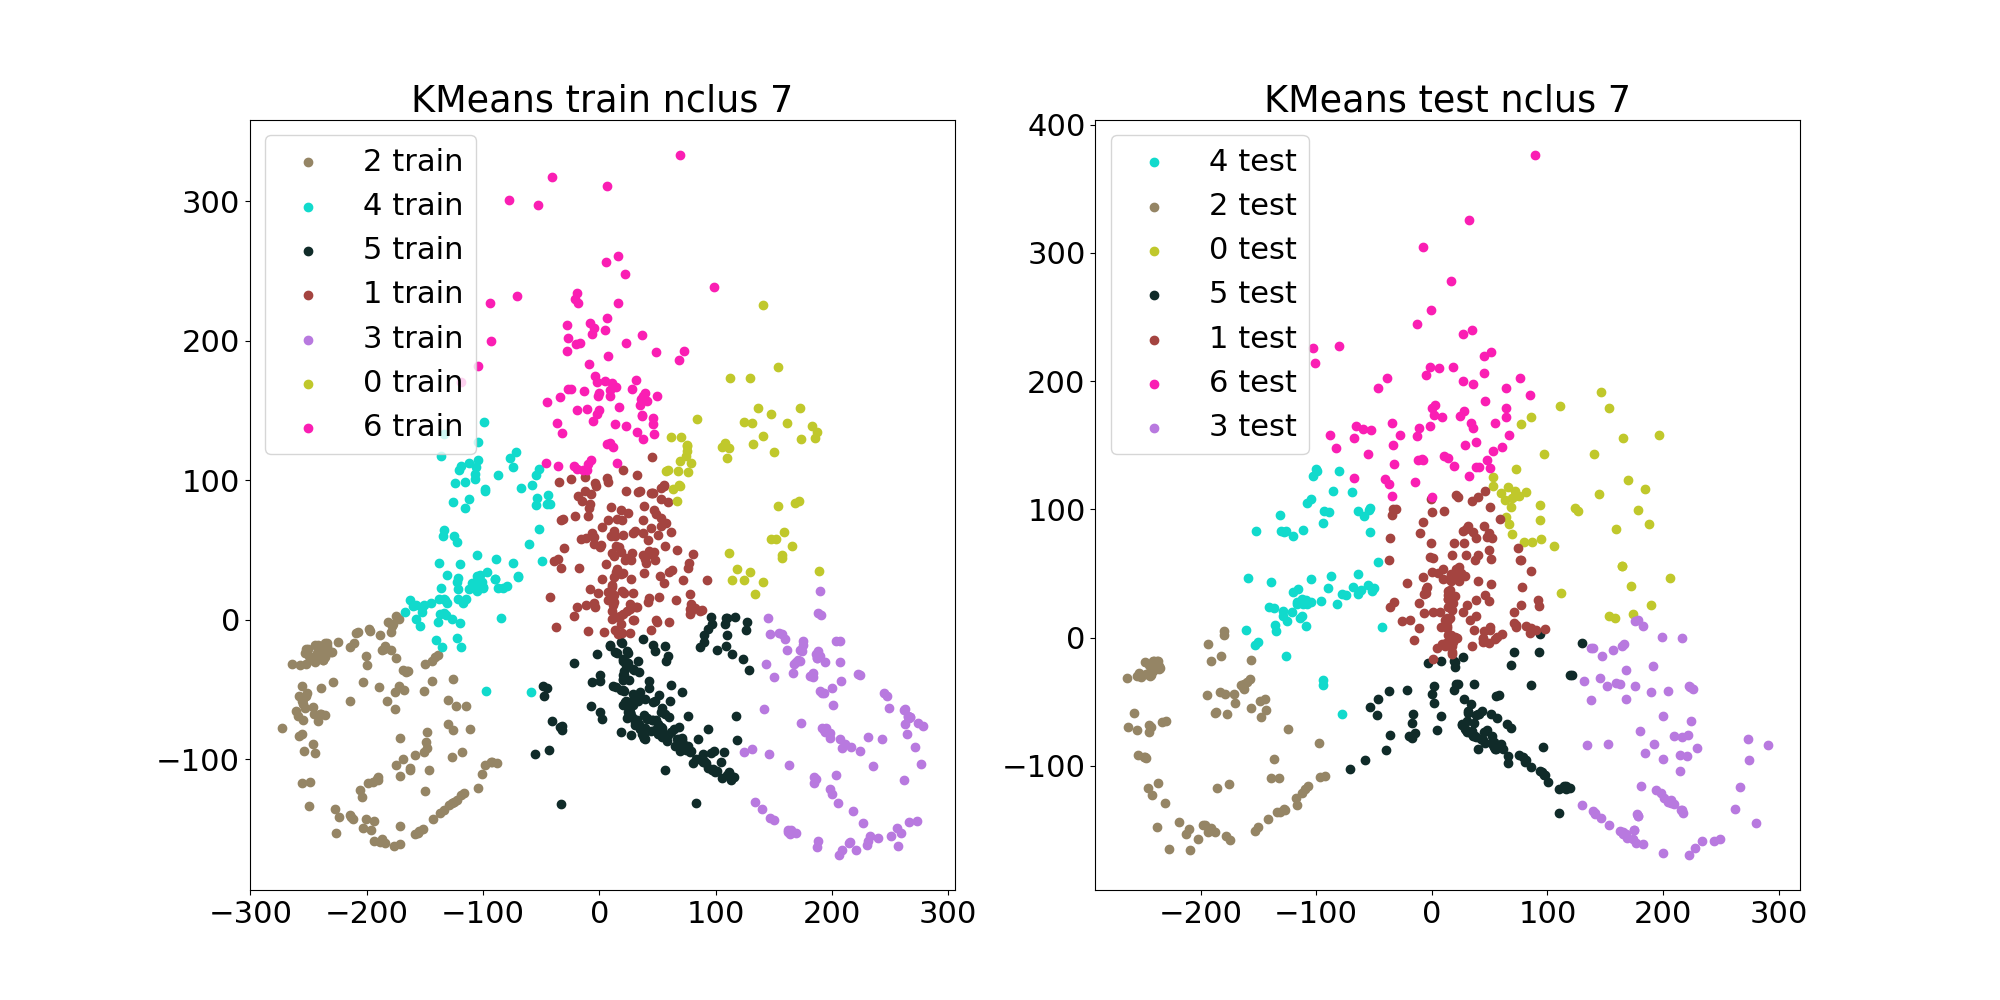 KMeans train nclus 7
2 train
4 train
5 train
1 train
3 train
0 train
6 train
300
200
100
0
−100
−300 −200 −100 0 100 200 300
KMeans test nclus 7
4 test
2 test
0 test
5 test
1 test
6 test
3 test
400
300
200
100
0
−100
−200 −100 0 100 200 300